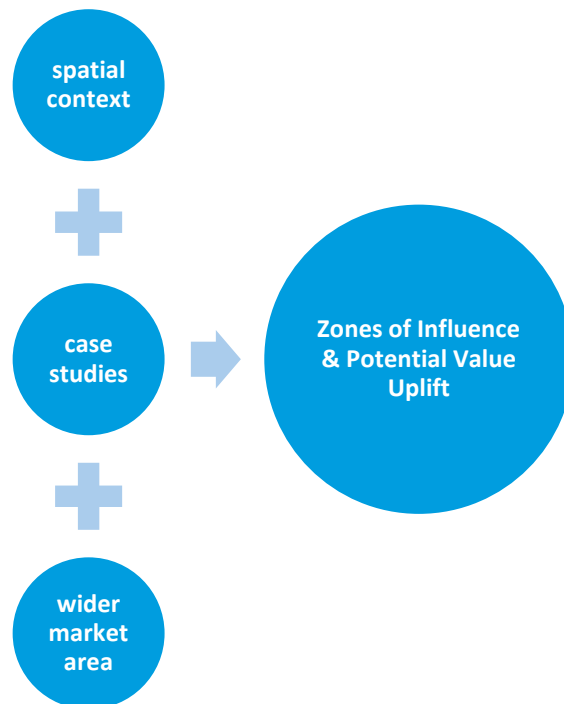 spatial
context
case
studies
Zones of Influence
& Potential Value
Uplift
wider
market
area